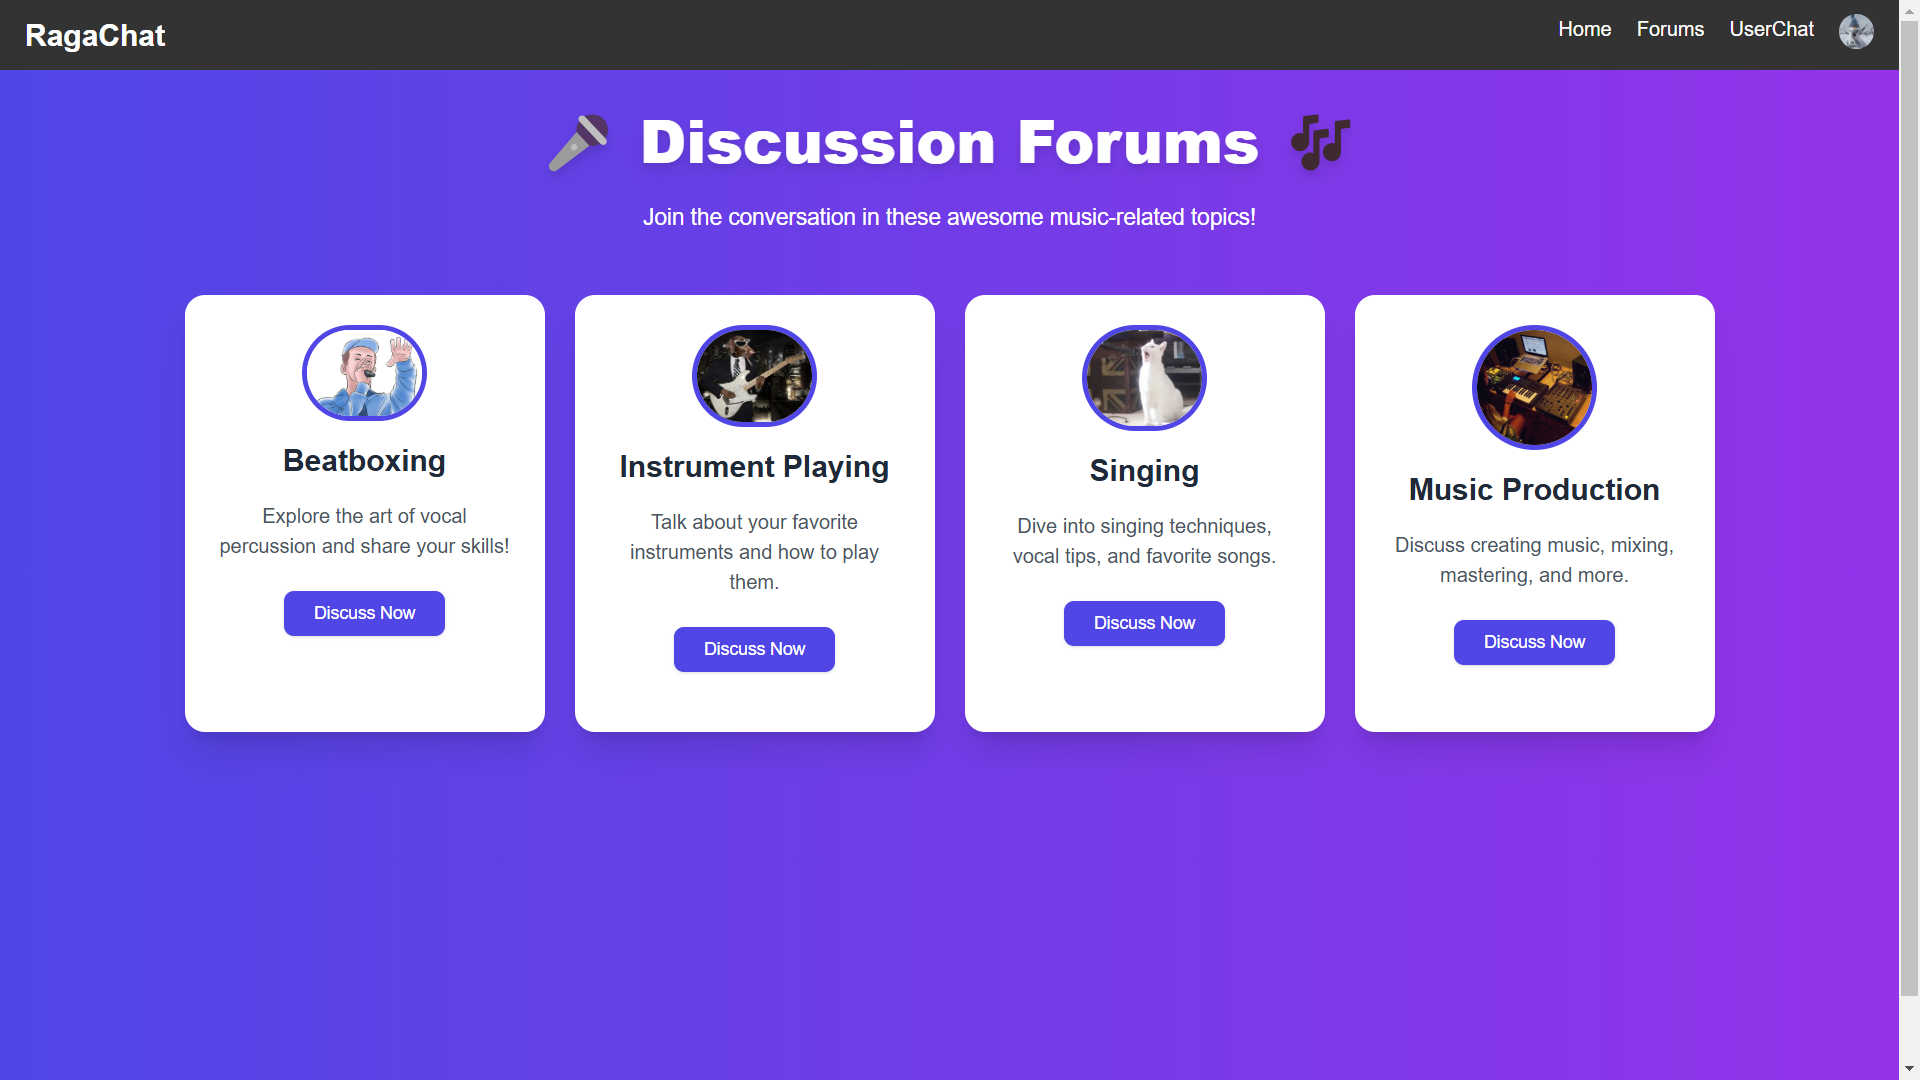 RagaChat
Home
Forums
UserChat
🎤 Discussion Forums 🎶
Join the conversation in these awesome music-related topics!
Beatboxing
Explore the art of vocal
percussion and share your skills!
Discuss Now
Instrument Playing
Talk about your favorite
instruments and how to play
them.
Discuss Now
Singing
Dive into singing techniques,
vocal tips, and favorite songs.
Discuss Now
Music Production
Discuss creating music, mixing,
mastering, and more.
Discuss Now